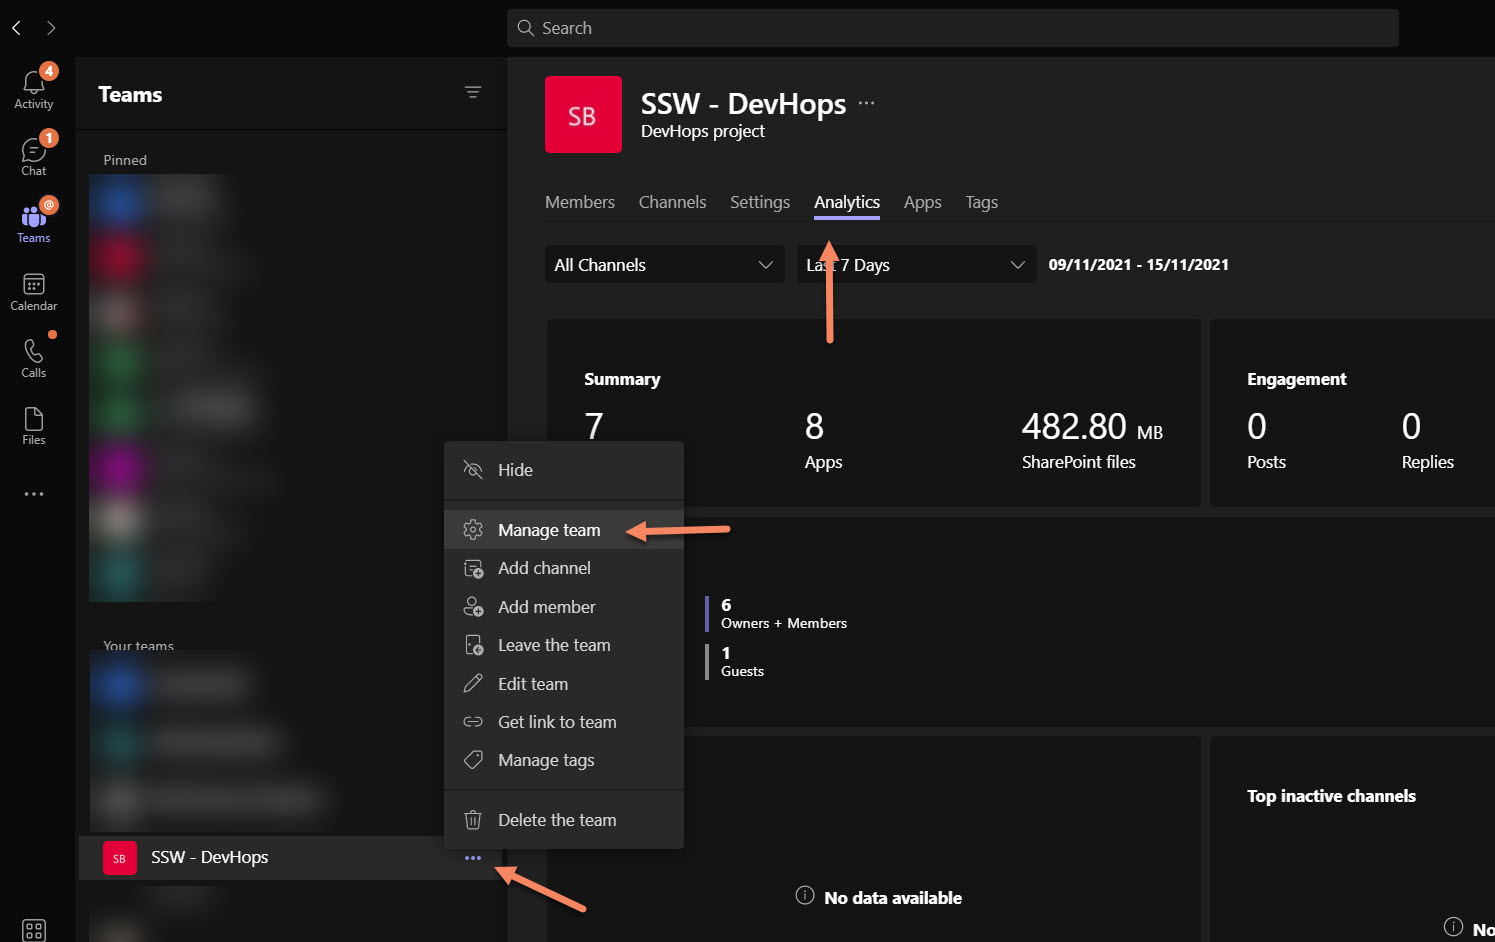 Search
4
Activity
1
Chat
@
Teams
Calendar
Calls
Files
Teams
Pinned
Your teams
SB
SSW - DevHops
SB
SSW - DevHops
DevHops project
Members
Channels
Settings
Analytics
Apps
Tags
All Channels
Last 7 Days
09/11/2021 - 15/11/2021
Summary
7
8
Apps
482.80 MB
SharePoint files
Engagement
0
Posts
0
Replies
Hide
Manage team
Add channel
Add member
Leave the team
Edit team
Get link to team
Manage tags
Delete the team
6
Owners + Members
1
Guests
No data available
Top inactive channels
No